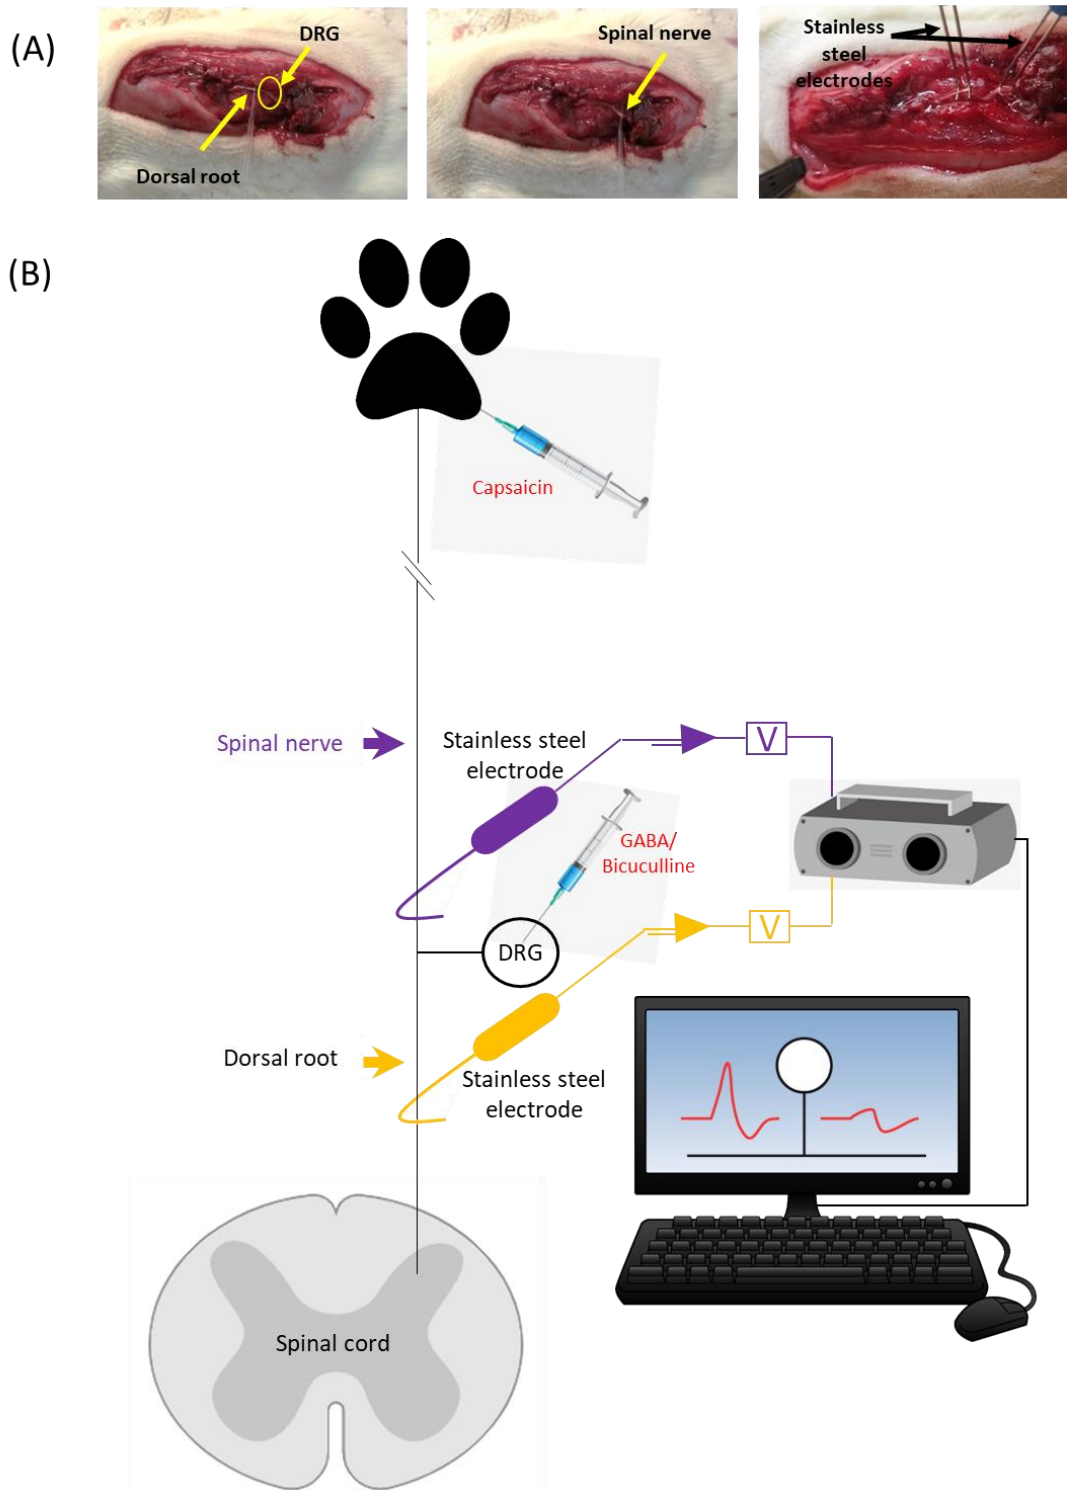 (A)
DRG
Dorsal root
Spinal nerve
Stainless
steel
electrodes
(B)
Capsaicin
Spinal nerve
Stainless steel
electrode
V
GABA/
Bicuculline
DRG
V
Dorsal root
Stainless steel
electrode
Spinal cord